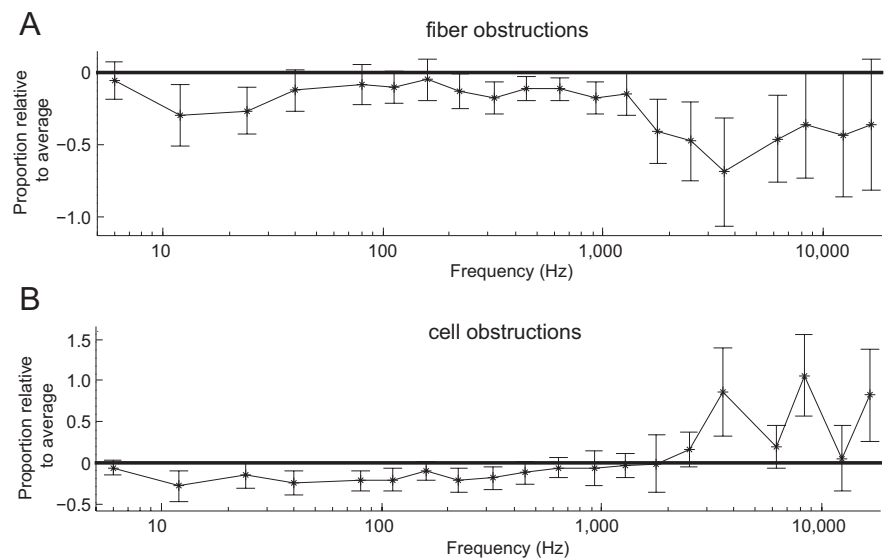 A
fiber obstructions
Proportion relative
to average
0
−0.5
−1.0
10
100
1,000
10,000
Frequency (Hz)
B
cell obstructions
Proportion relative
to average
1.5
1.0
0.5
0
−0.5
10
100
1,000
10,000
Frequency (Hz)